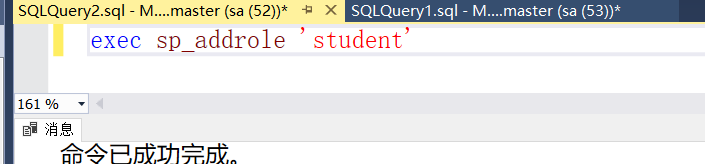 SQLQuery2.sql - M....master (sa (52))* SQLQuery1.sql - M....master (sa (53))*
exec sp_addrole 'student'
161 %
消息
命令已成功完成。